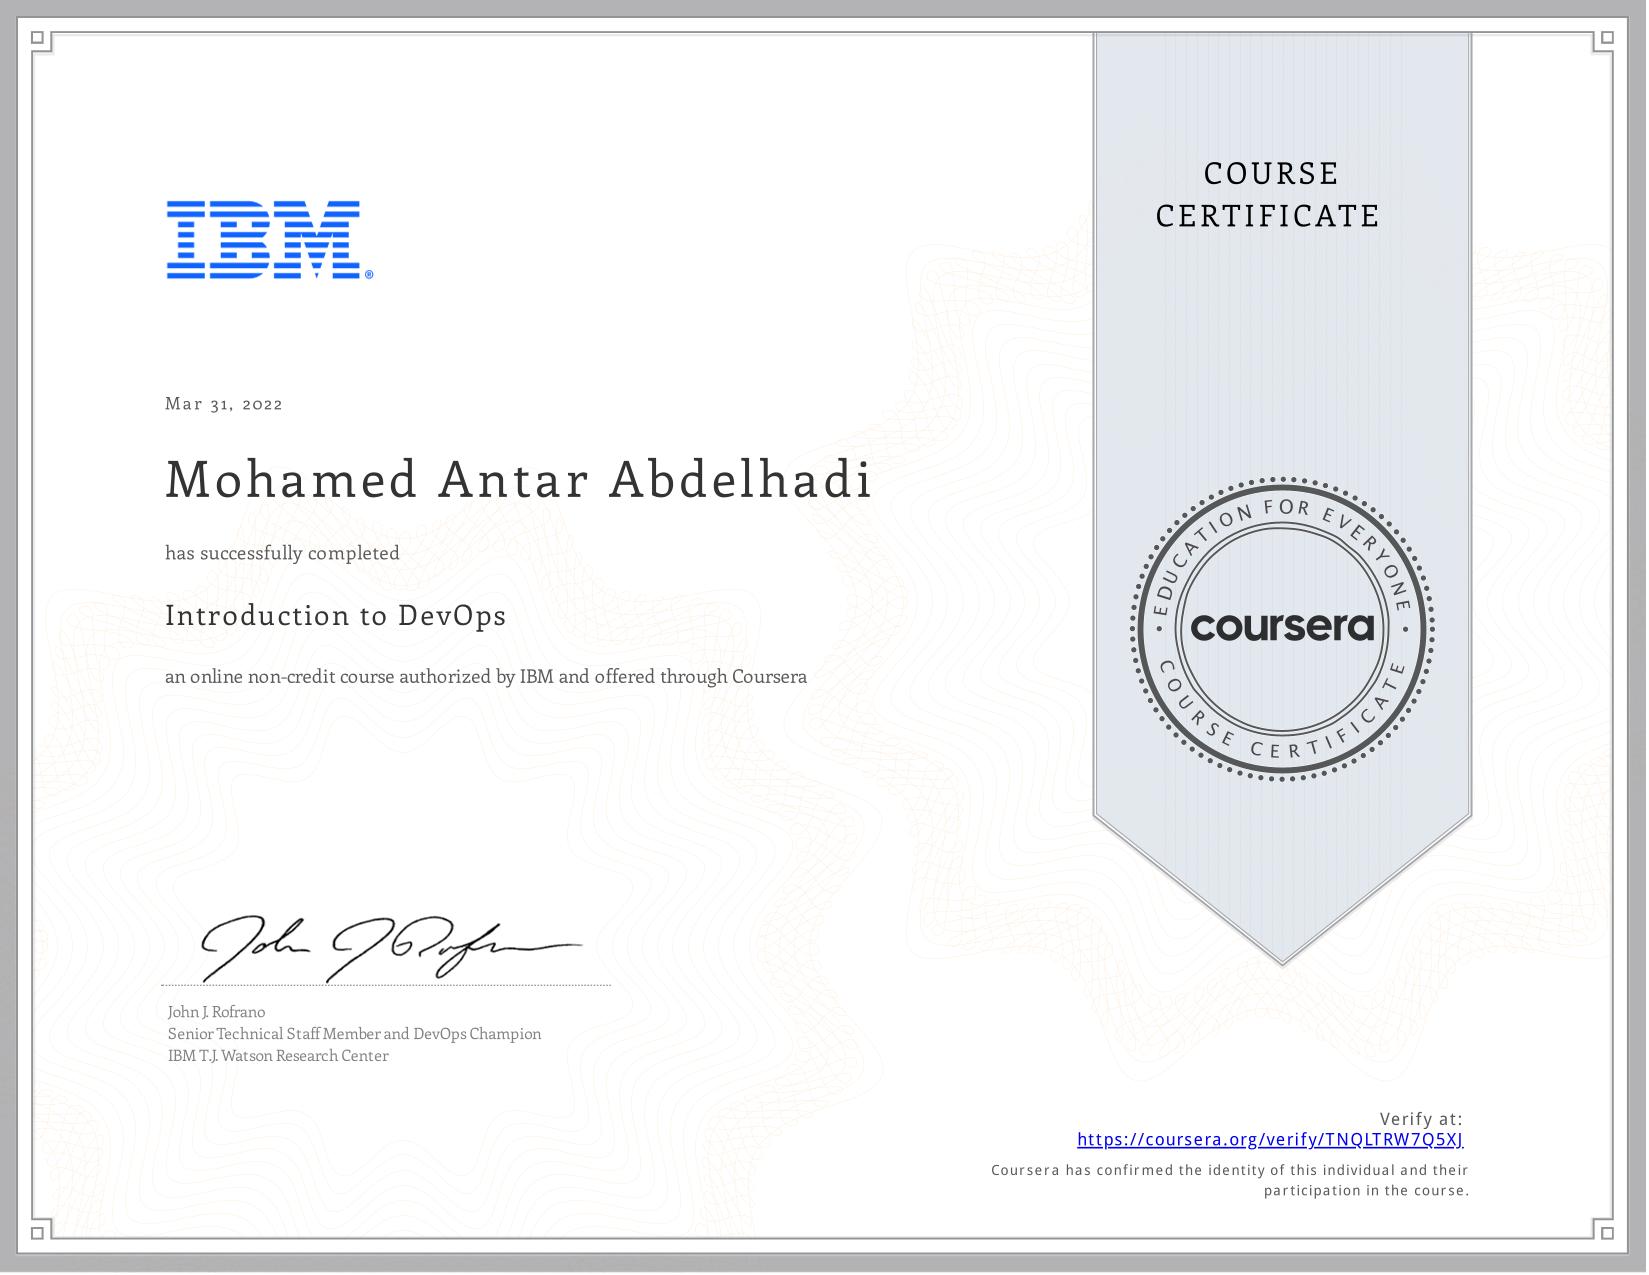 COURSE
CERTIFICATE
IBM®
Mar 31, 2022
Mohamed Antar Abdelhadi
has successfully completed
Introduction to DevOps
an online non-credit course authorized by IBM and offered through Coursera
EDUCATION FOR EVERYONE
coursera
COURSE CERTIFICATE
John J Rofrano
John J. Rofrano
Senior Technical Staff Member and DevOps Champion
IBM T.J. Watson Research Center
Verify at:
https://coursera.org/verify/TNQLTRW7Q5XJ
Coursera has confirmed the identity of this individual and their
participation in the course.